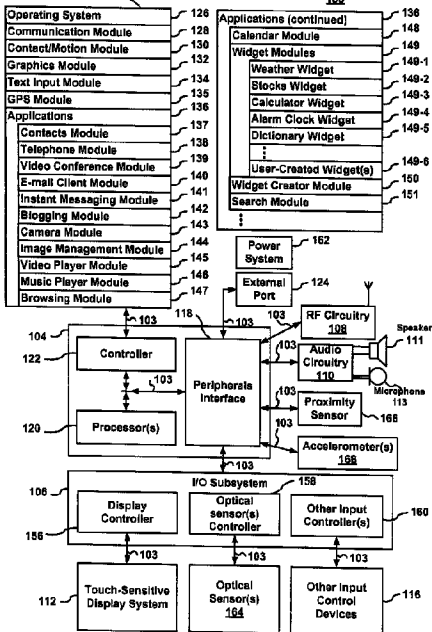 Operating System 126
Communication Module 128
Contact/Motion Module 130
Graphics Module 132
Text Input Module 134
GPS Module 135
Applications 136
Contacts Module 137
Telephone Module 138
Video Conference Module 139
E-mail Client Module 140
Instant Messaging Module 141
Blogging Module 142
Camera Module 143
Image Management Module 144
Video Player Module 145
Music Player Module 146
Browsing Module 147
Applications (continued) 136
Calendar Module 148
Widget Modules 149
Weather Widget 149-1
Stocks Widget 149-2
Calculator Widget 149-3
Alarm Clock Widget 149-4
Dictionary Widget 149-5
User-Created Widget(s) 149-6
Widget Creator Module 150
Search Module 151
Power System 162
External Port 124
103
118
103
103
RF Circuitry 108
Speaker 111
104
122
Controller
103
Peripherals Interface
103
Audio Circuitry 110
Microphone 113
103
Proximity Sensor
120
Processor(s)
103
Accelerometer(s) 168
103
106
I/O Subsystem
158
156
Display Controller
Optical sensor(s) Controller
Other Input Controller(s)
160
103
103
103
112
Touch-Sensitive Display System
Optical Sensor(s) 164
Other Input Control Devices
116